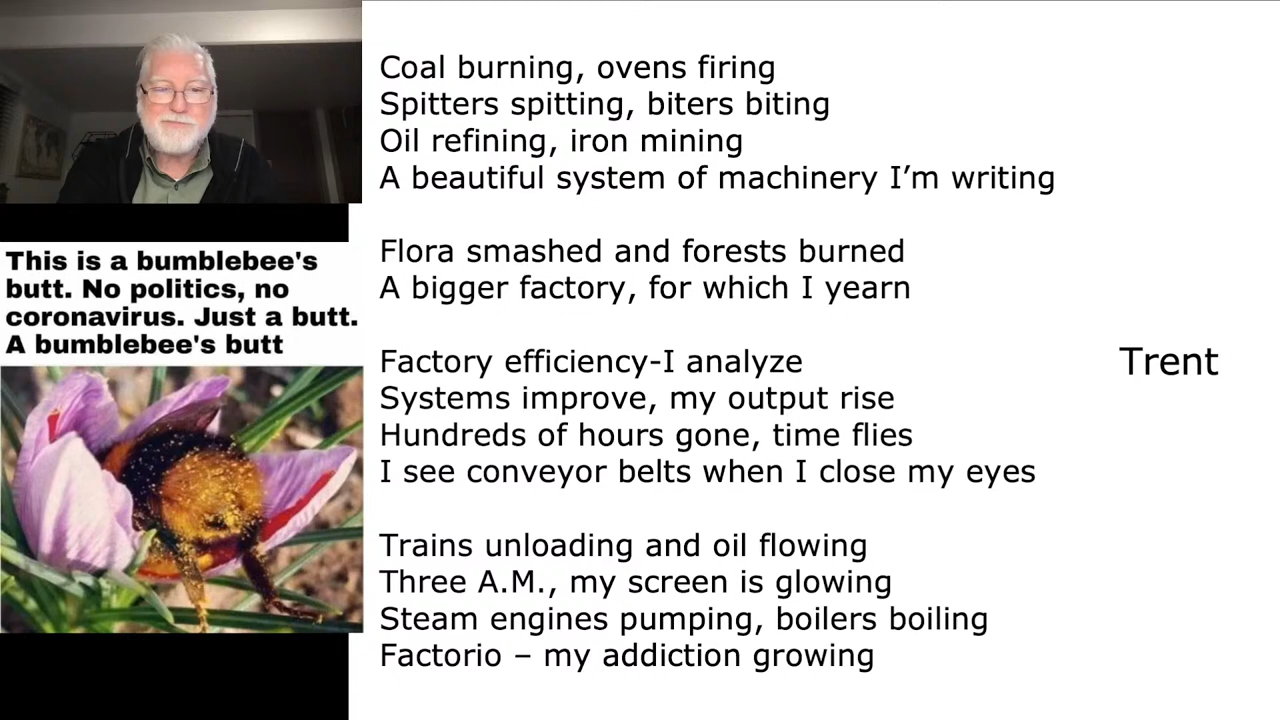 This is a bumblebee's
butt. No politics, no
coronavirus. Just a butt.
A bumblebee's butt
Coal burning, ovens firing
Spitters spitting, biters biting
Oil refining, iron mining
A beautiful system of machinery I’m writing
Flora smashed and forests burned
A bigger factory, for which I yearn
Factory efficiency-I analyze
Systems improve, my output rise
Hundreds of hours gone, time flies
I see conveyor belts when I close my eyes
Trains unloading and oil flowing
Three A.M., my screen is glowing
Steam engines pumping, boilers boiling
Factorio – my addiction growing
Trent